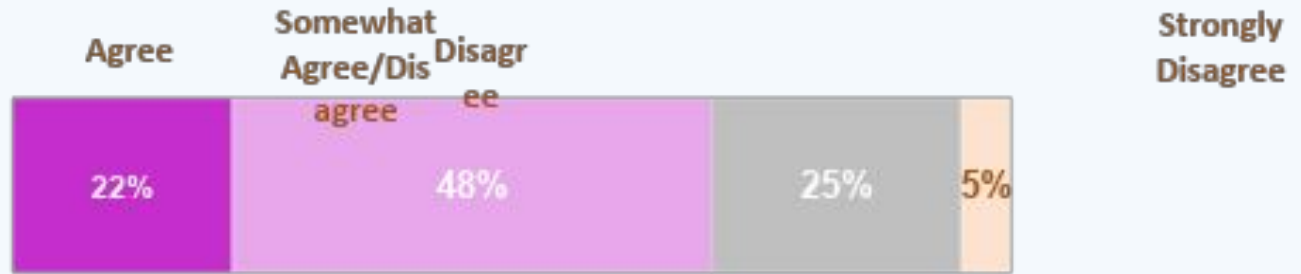 Agree
Somewhat
Agree/Dis
agree
Disagr
ee
Strongly
Disagree
22%
48%
25%
5%